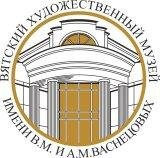 ВЯТСКИЙ ХУДОЖЕСТВЕННЫЙ МУЗЕЙ
ИМЕНИ В.М. И А.М.ВАСНЕЦОВЫХ